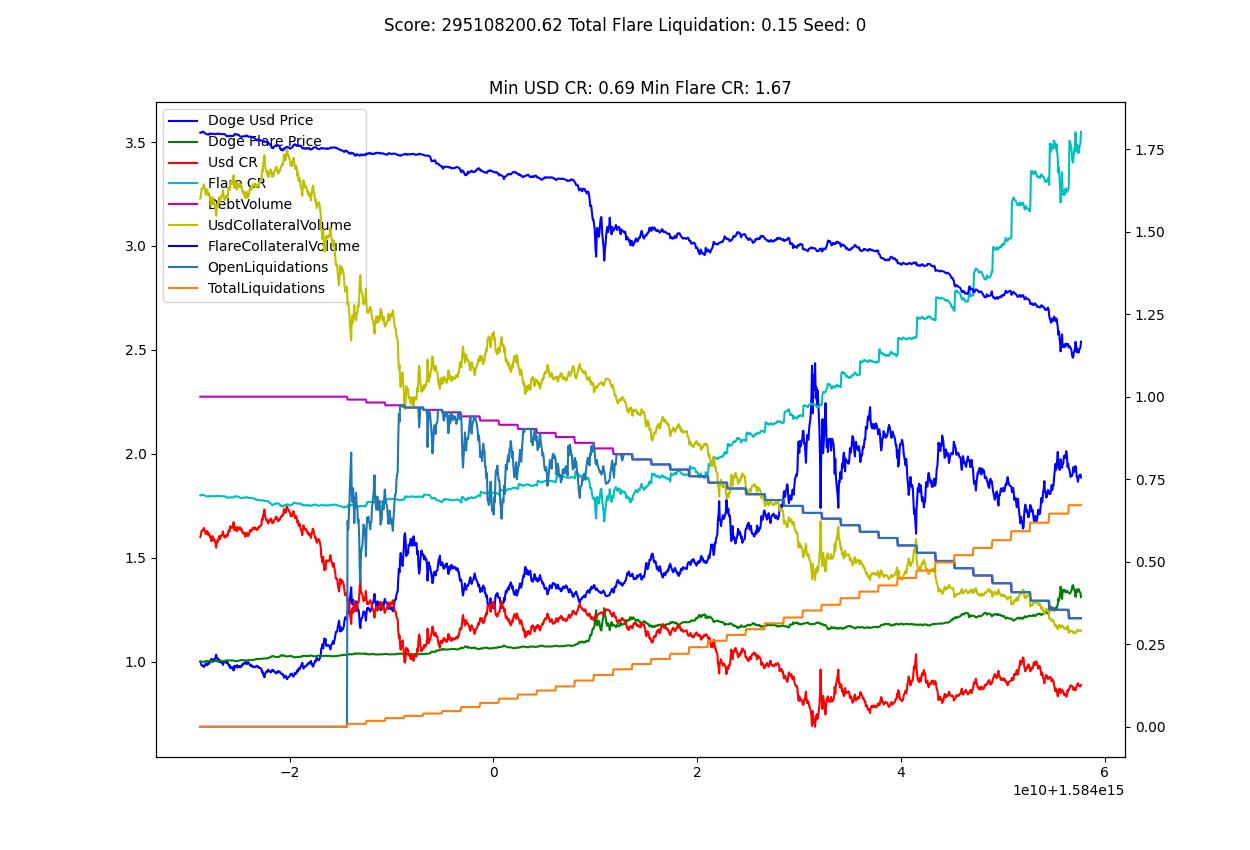 Score: 295108200.62 Total Flare Liquidation: 0.15 Seed: 0
Min USD CR: 0.69 Min Flare CR: 1.67
Doge Usd Price
Doge Flare Price
Usd CR
Flare CR
DebtVolume
UsdCollateralVolume
FlareCollateralVolume
OpenLiquidations
TotalLiquidations
3.5
3.0
2.5
2.0
1.5
1.0
1.75
1.50
1.25
1.00
0.75
0.50
0.25
0.00
−2
0
2
4
6
1e10+1.584e15